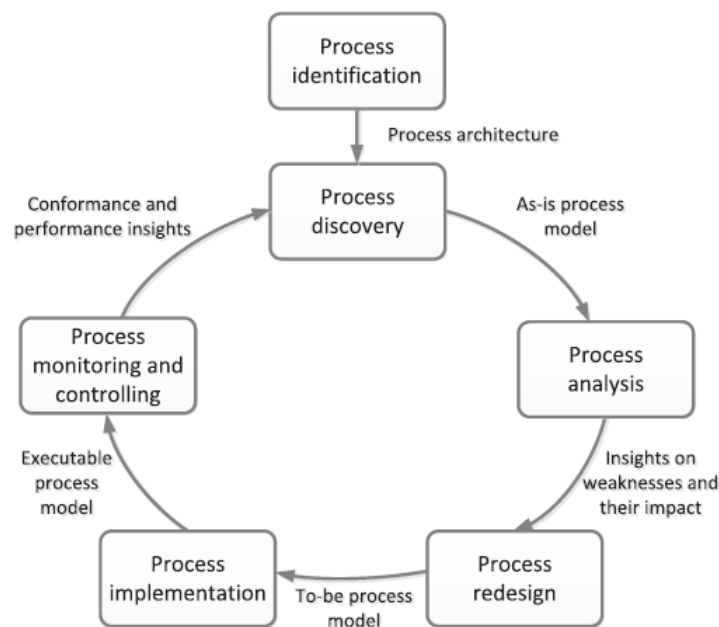 Process
identification
Process architecture
Process
discovery
As-is process
model
Process
analysis
Insights on
weaknesses and
their impact
Process
redesign
To-be process
model
Process
implementation
Executable
process
model
Process
monitoring and
controlling
Conformance and
performance insights